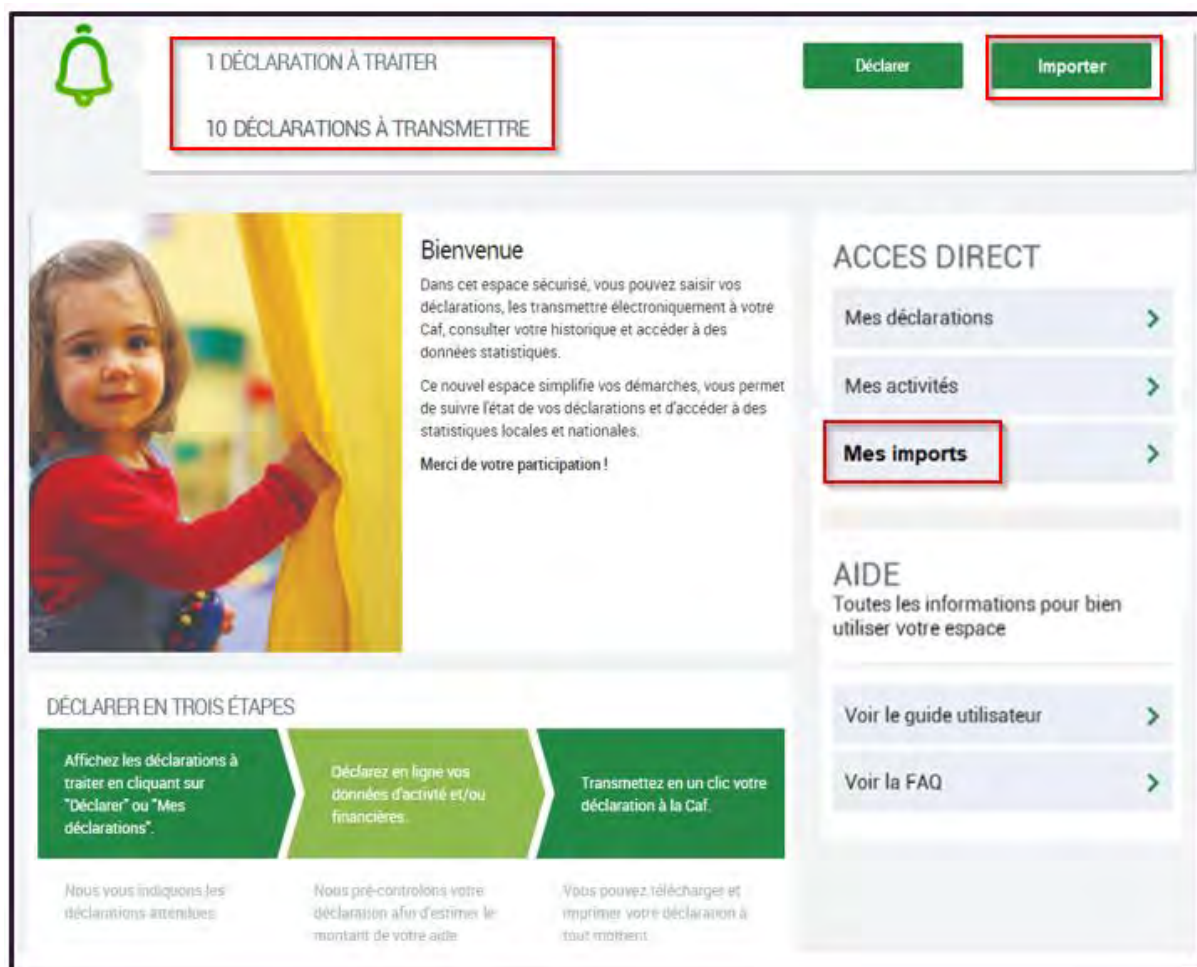 1 DÉCLARATION À TRAITER
10 DÉCLARATIONS À TRANSMETTRE
Déclarer
Importer
Bienvenue
Dans cet espace sécurisé, vous pouvez saisir vos
déclarations, les transmettre électroniquement à votre
Caf, consulter votre historique et accéder à des
données statistiques.
Ce nouvel espace simplifie vos démarches, vous permet
de suivre l'état de vos déclarations et d'accéder à des
statistiques locales et nationales.
Merci de votre participation !
ACCES DIRECT
Mes déclarations
Mes activités
Mes imports
AIDE
Toutes les informations pour bien
utiliser votre espace
Voir le guide utilisateur
Voir la FAQ
DÉCLARER EN TROIS ÉTAPES
Affichez les déclarations à
traiter en cliquant sur
"Déclarer" ou "Mes
déclarations".
Déclarez en ligne vos
données d'activté et/ou
financières.
Transmettez en un clic votre
déclaration à la Caf.
Nous vous indiquons les
déclarations attendues
Nous pré-controlons votre
déclaration afin d'estimer le
montant de votre aide
Vous pouvez télécharger et
imprimer votre déclaration à
tout moment